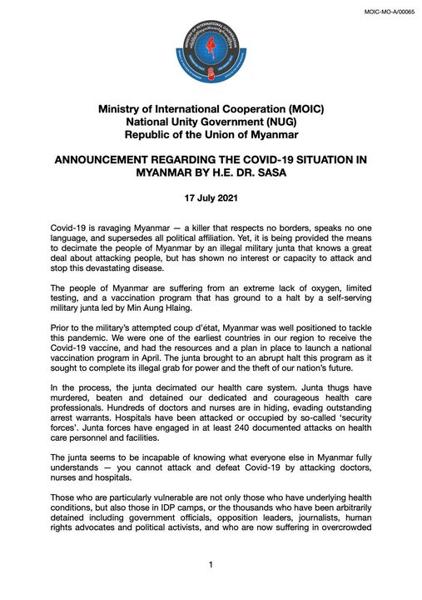 MOIC-MO-A/00065
MINISTRY OF INTERNATIONAL COOPERATION
Ministry of International Cooperation (MOIC)
National Unity Government (NUG)
Republic of the Union of Myanmar
ANNOUNCEMENT REGARDING THE COVID-19 SITUATION IN
MYANMAR BY H.E. DR. SASA
17 July 2021
Covid-19 is ravaging Myanmar — a killer that respects no borders, speaks no one
language, and supersedes all political affiliation. Yet, it is being provided the means
to decimate the people of Myanmar by an illegal military junta that knows a great
deal about attacking people, but has shown no interest or capacity to attack and
stop this devastating disease.
The people of Myanmar are suffering from an extreme lack of oxygen, limited
testing, and a vaccination program that has ground to a halt by a self-serving
military junta led by Min Aung Hlaing.
Prior to the military's attempted coup d'état, Myanmar was well positioned to tackle
this pandemic. We were one of the earliest countries in our region to receive the
Covid-19 vaccine, and had the resources and a plan in place to launch a national
vaccination program in April. The junta brought to an abrupt halt this program as it
sought to complete its illegal grab for power and the theft of our nation's future.
In the process, the junta decimated our health care system. Junta thugs have
murdered, beaten and detained our dedicated and courageous health care
professionals. Hundreds of doctors and nurses are in hiding, evading outstanding
arrest warrants. Hospitals have been attacked or occupied by so-called 'security
forces'. Junta forces have engaged in at least 240 documented attacks on health
care personnel and facilities.
The junta seems to be incapable of knowing what everyone else in Myanmar fully
understands — you cannot attack and defeat Covid-19 by attacking doctors,
nurses and hospitals.
Those who are particularly vulnerable are not only those who have underlying health
conditions, but also those in IDP camps, or the thousands who have been arbitrarily
detained including government officials, opposition leaders, journalists, human
rights advocates and political activists, and who are now suffering in overcrowded
1